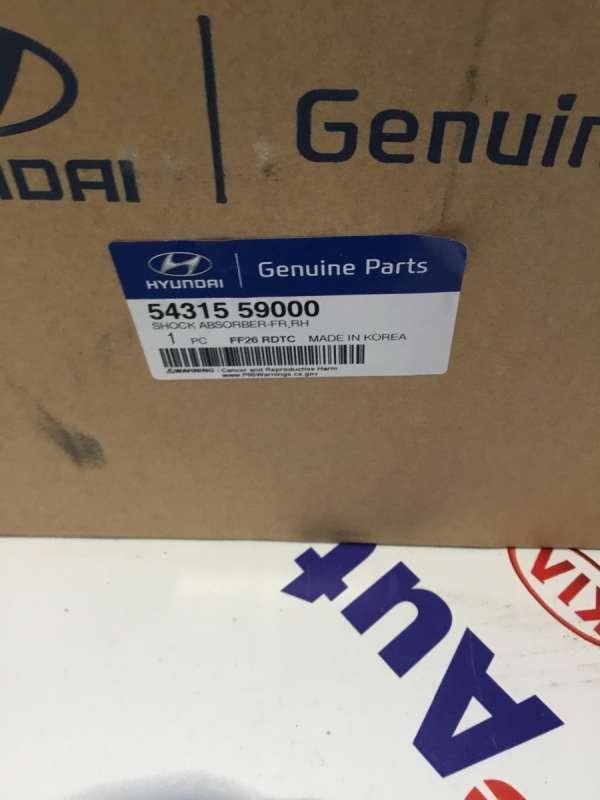 HYUNDAI | Genuin
HYUNDAI | Genuine Parts
54315 59000
SHOCK ABSORBER-FR,RH
1 PC FF26 RDTC MADE IN KOREA
⚠WARNING : Cancer and Reproductive Harm
www.P65Warnings.ca.gov
Aut
KIA